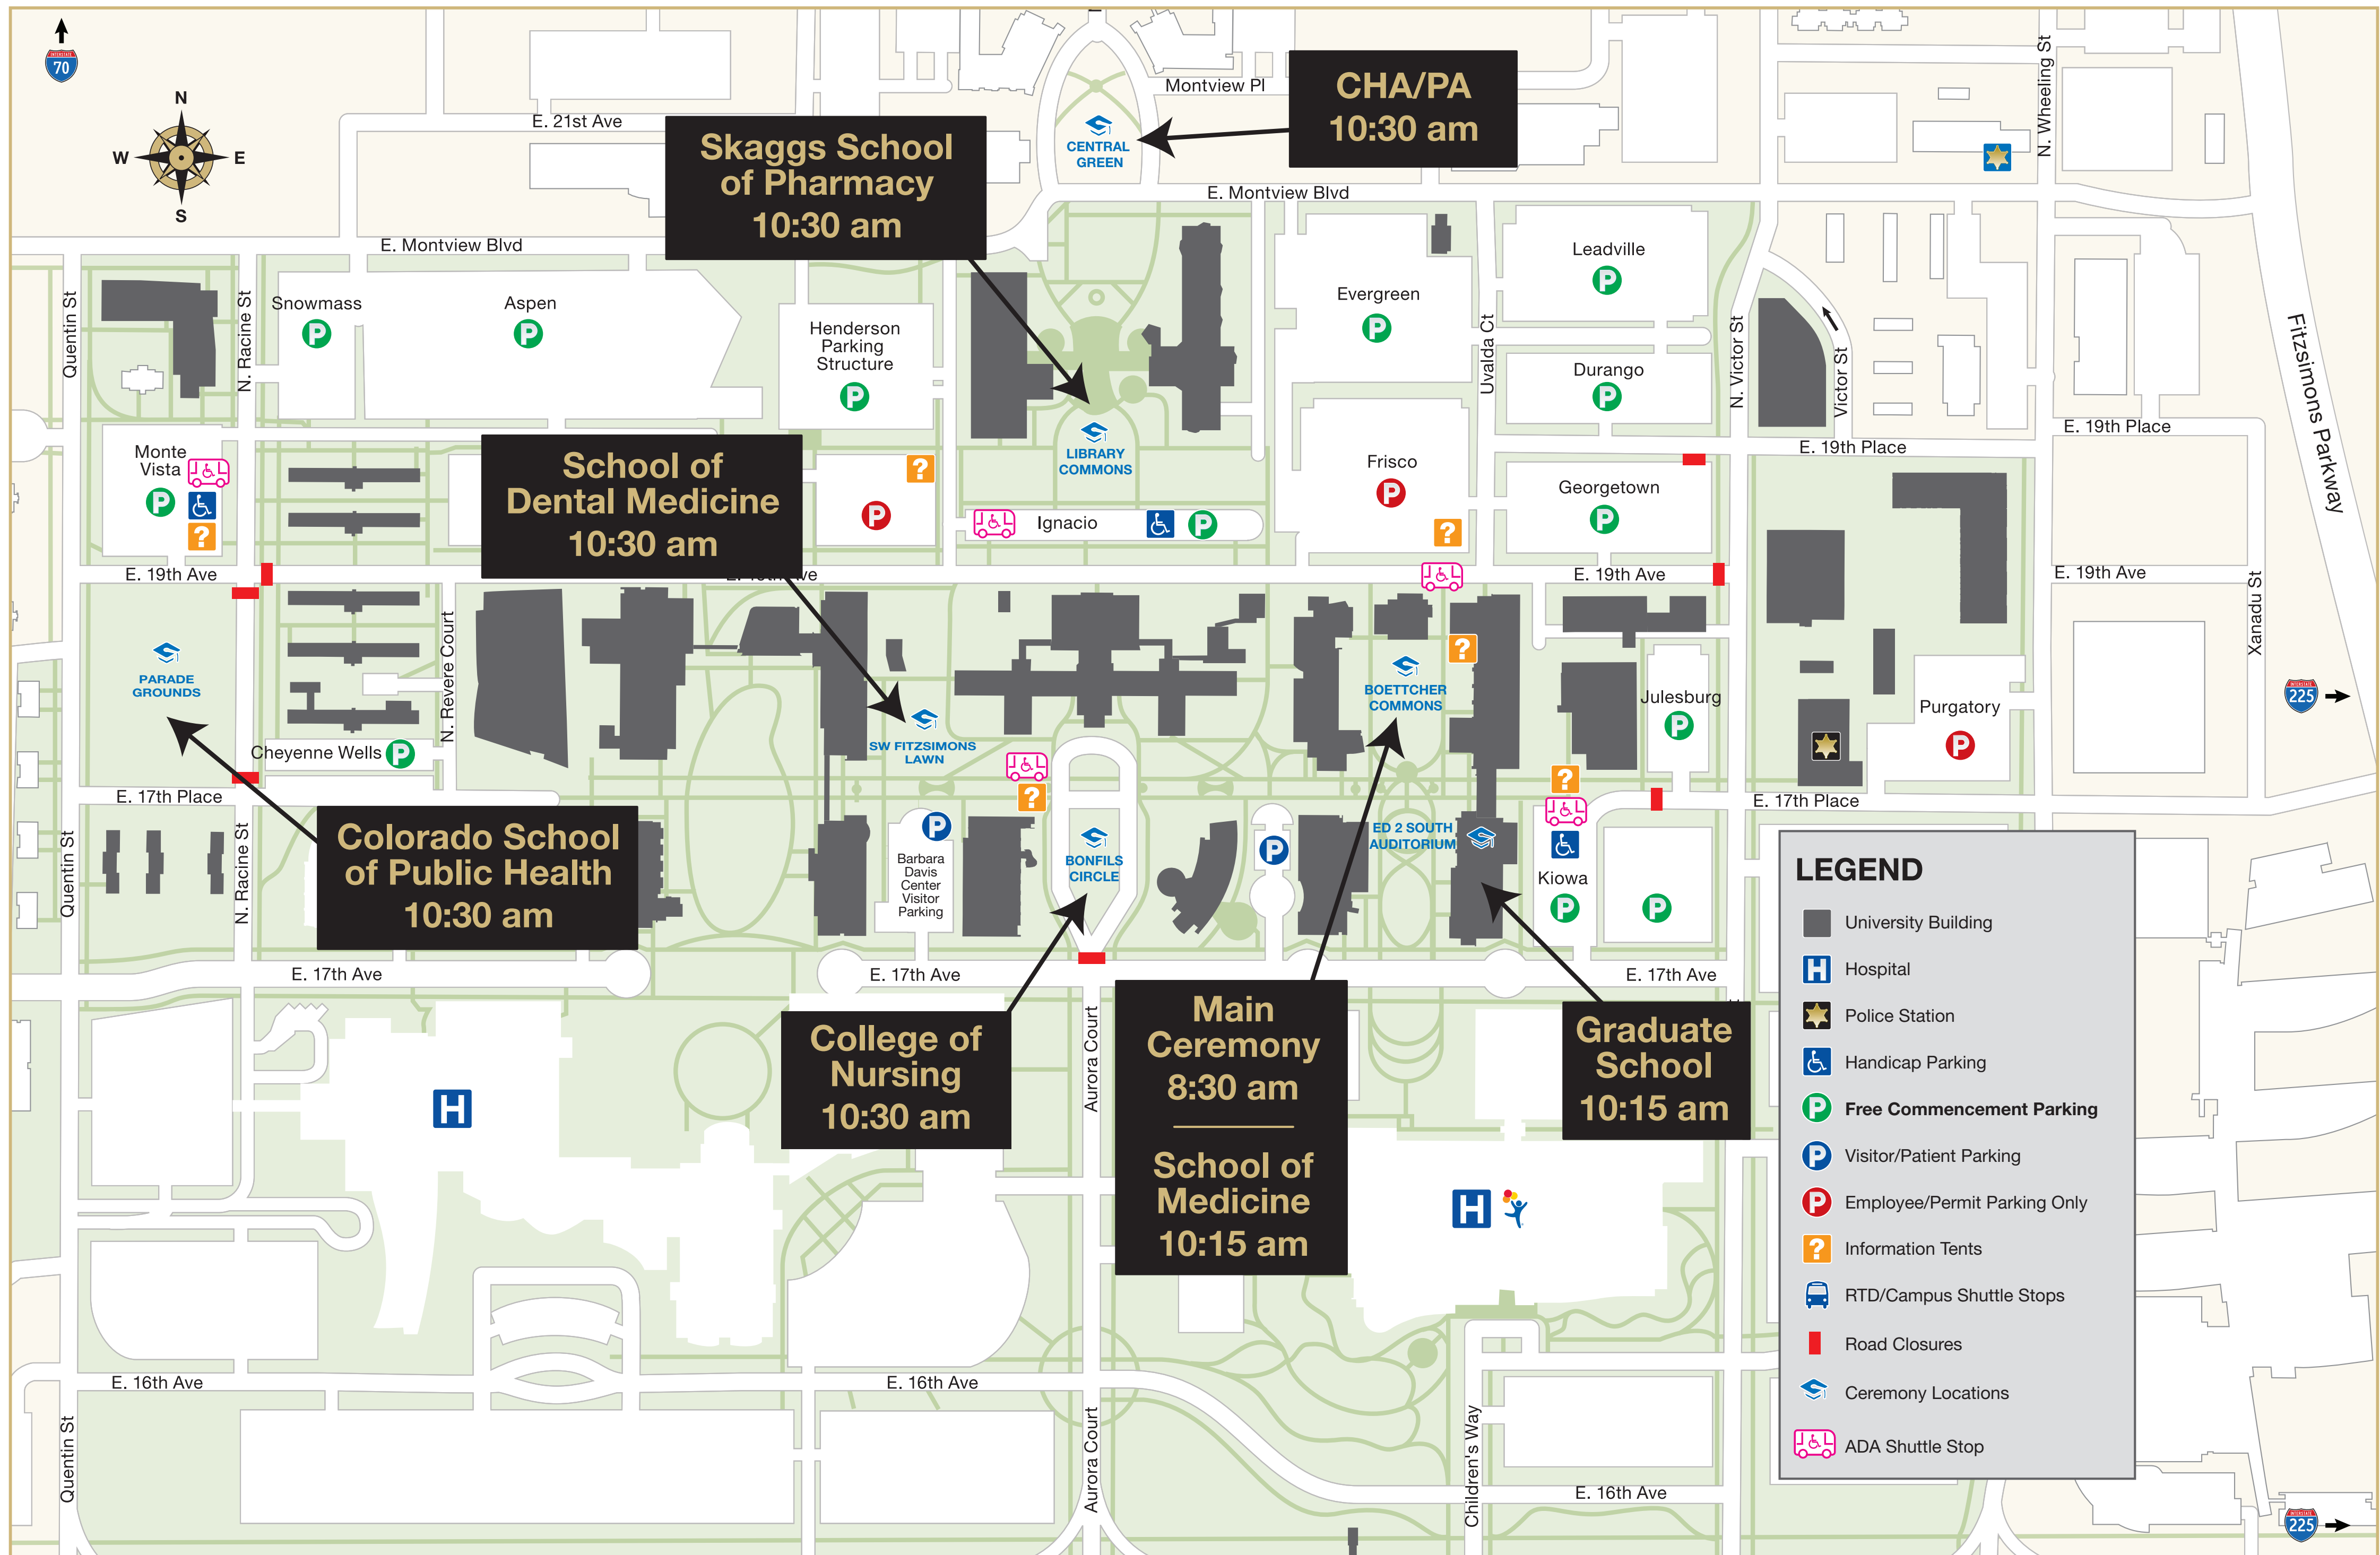 INTERSTATE
70
N
W
E
S
E. 21st Ave
Montview Pl
CHA/PA
10:30 am
CENTRAL
GREEN
N. Wheeling St
Skaggs School
of Pharmacy
10:30 am
E. Montview Blvd
E. Montview Blvd
Quentin St
N. Racine St
Snowmass
P
Aspen
P
Henderson
Parking
Structure
P
Evergreen
P
Uvalda Ct
Leadville
P
Durango
P
N. Victor St
Victor St
Fitzsimons Parkway
E. 19th Place
E. 19th Place
Monte
Vista
P
?
School of
Dental Medicine
10:30 am
?
P
LIBRARY
COMMONS
Ignacio
P
Frisco
P
?
Georgetown
P
E. 19th Ave
E. 19th Ave
E. 19th Ave
Xanadu St
PARADE
GROUNDS
N. Revere Court
Cheyenne Wells
P
SW FITZSIMONS
LAWN
?
BOETTCHER
COMMONS
?
Julesburg
P
Purgatory
P
INTERSTATE
225
E. 17th Place
E. 17th Place
Quentin St
N. Racine St
Colorado School
of Public Health
10:30 am
P
Barbara
Davis
Center
Visitor
Parking
BONFILS
CIRCLE
P
ED 2 SOUTH
AUDITORIUM
?
Kiowa
P
P
E. 17th Ave
E. 17th Ave
E. 17th Ave
H
College of
Nursing
10:30 am
Aurora Court
Main
Ceremony
8:30 am
School of
Medicine
10:15 am
Graduate
School
10:15 am
H
E. 16th Ave
E. 16th Ave
E. 16th Ave
Quentin St
Aurora Court
Children's Way
LEGEND
University Building
H Hospital
Police Station
Handicap Parking
P Free Commencement Parking
P Visitor/Patient Parking
P Employee/Permit Parking Only
? Information Tents
RTD/Campus Shuttle Stops
Road Closures
Ceremony Locations
ADA Shuttle Stop
INTERSTATE
225